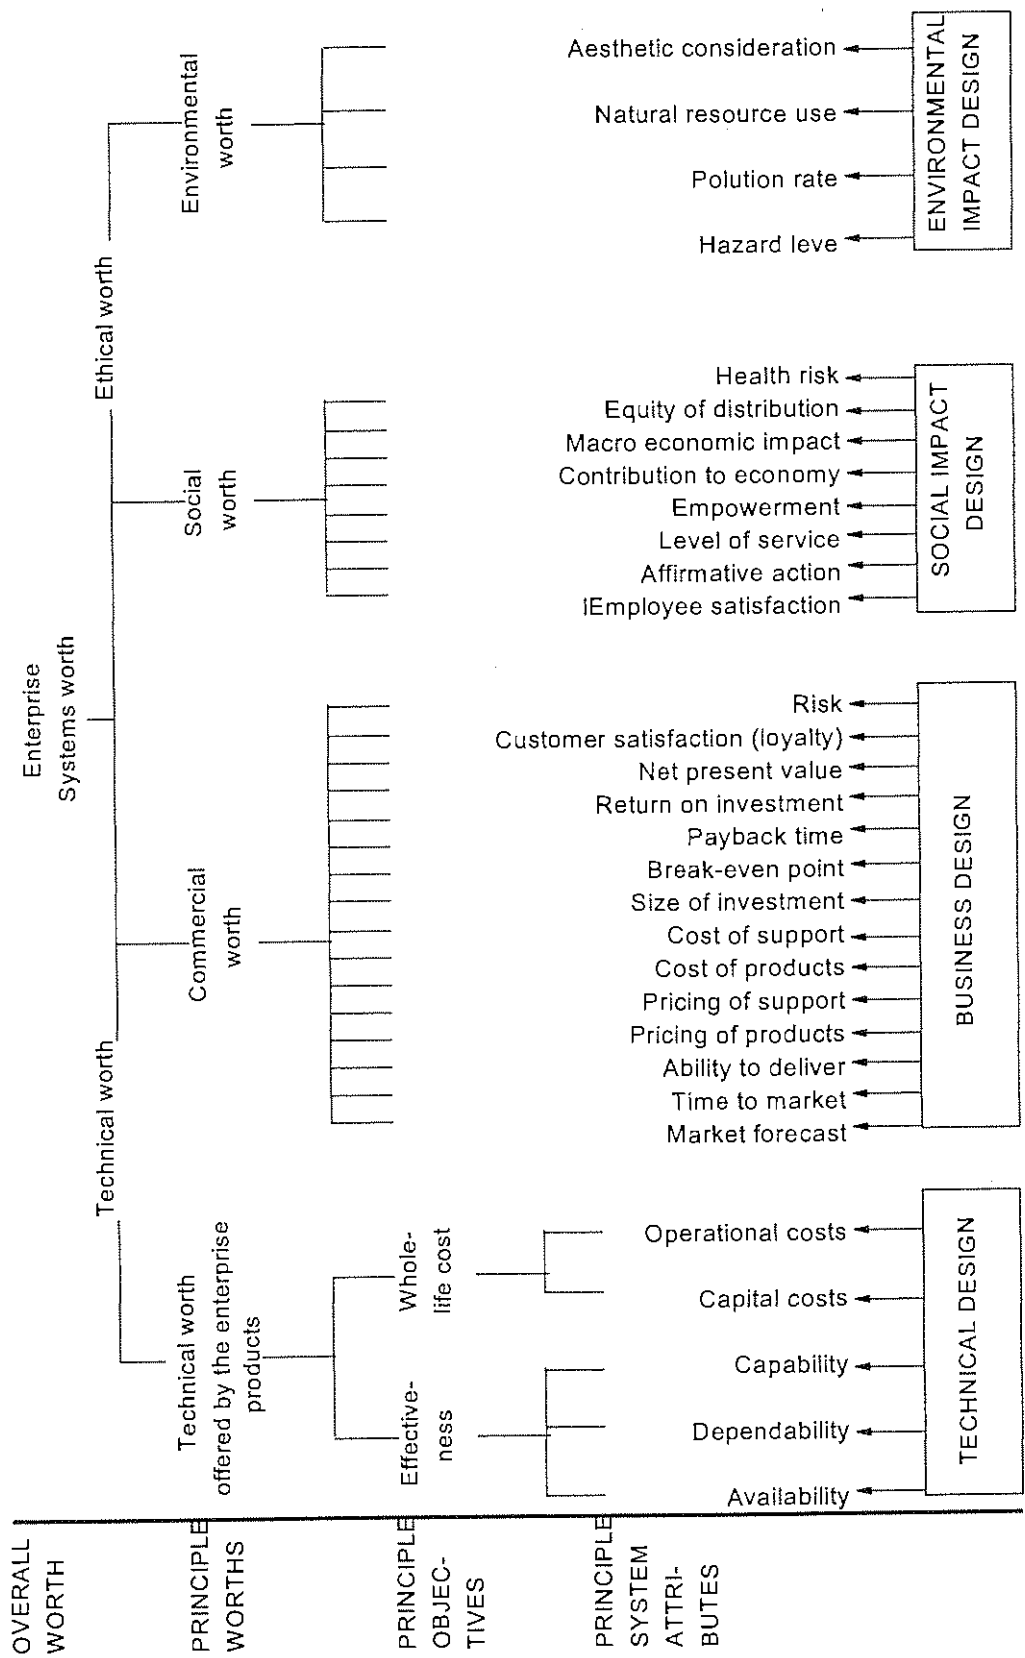 OVERALL
WORTH
PRINCIPLE
WORTHS
PRINCIPLE
OBJEC-
TIVES
PRINCIPLE
SYSTEM
ATTRI-
BUTES
Enterprise
Systems worth
Technical worth
Ethical worth
Technical worth
offered by the enterprise
products
Commercial
worth
Social
worth
Environmental
worth
Effective-
ness
Whole-
life cost
Availability
Dependability
Capability
Capital costs
Operational costs
Market forecast
Time to market
Ability to deliver
Pricing of products
Pricing of support
Cost of products
Cost of support
Size of investment
Break-even point
Payback time
Return on investment
Net present value
Customer satisfaction (loyalty)
Risk
lEmployee satisfaction
Affirmative action
Level of service
Empowerment
Contribution to economy
Macro economic impact
Equity of distribution
Health risk
Hazard leve
Polution rate
Natural resource use
Aesthetic consideration
TECHNICAL DESIGN
BUSINESS DESIGN
SOCIAL IMPACT
DESIGN
ENVIRONMENTAL
IMPACT DESIGN